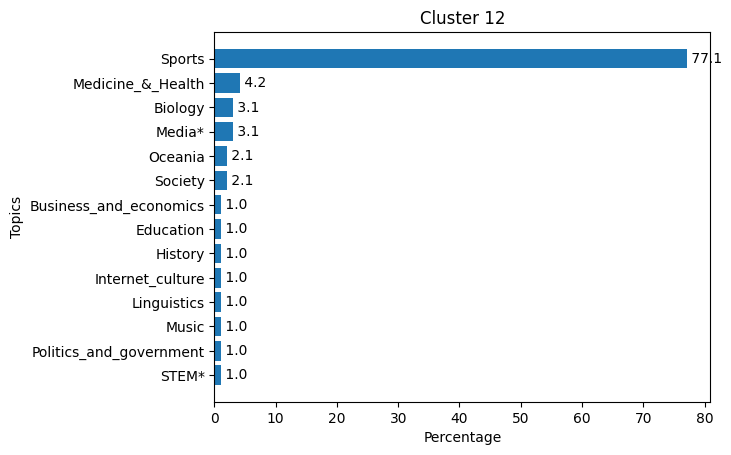 Cluster 12
Topics
Sports 77.1
Medicine_&_Health 4.2
Biology 3.1
Media* 3.1
Oceania 2.1
Society 2.1
Business_and_economics 1.0
Education 1.0
History 1.0
Internet_culture 1.0
Linguistics 1.0
Music 1.0
Politics_and_government 1.0
STEM* 1.0
0 10 20 30 40 50 60 70 80
Percentage